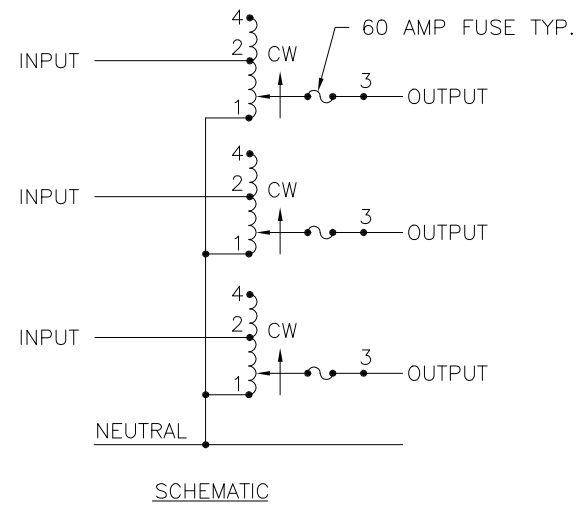 4
60 AMP FUSE TYP.
2
CW
INPUT
3
1
OUTPUT
4
2
CW
INPUT
3
1
OUTPUT
4
2
CW
INPUT
3
1
OUTPUT
NEUTRAL
SCHEMATIC